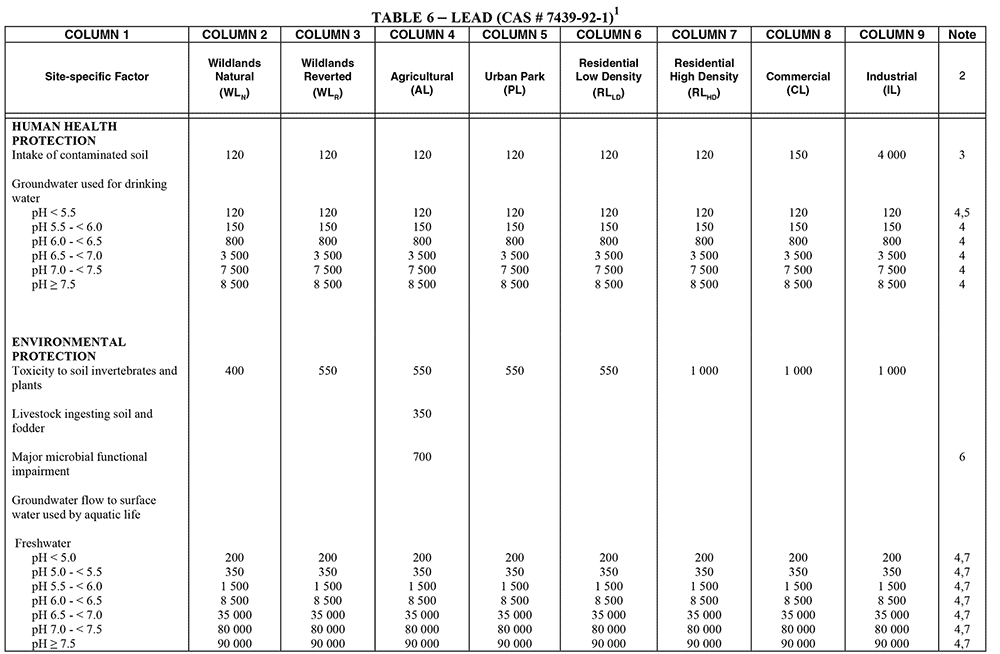 TABLE 6 – LEAD (CAS # 7439-92-1)1
COLUMN 1 COLUMN 2 COLUMN 3 COLUMN 4 COLUMN 5 COLUMN 6 COLUMN 7 COLUMN 8 COLUMN 9 Note
Site-specific Factor Wildlands Natural (WLN) Wildlands Reverted (WLR) Agricultural (AL) Urban Park (PL) Residential Low Density (RLLD) Residential High Density (RLHD) Commercial (CL) Industrial (IL) 2
HUMAN HEALTH
PROTECTION
Intake of contaminated soil 120 120 120 120 120 120 150 4 000 3
Groundwater used for drinking
water
pH < 5.5 120 120 120 120 120 120 120 120 4,5
pH 5.5 - < 6.0 150 150 150 150 150 150 150 150 4
pH 6.0 - < 6.5 800 800 800 800 800 800 800 800 4
pH 6.5 - < 7.0 3 500 3 500 3 500 3 500 3 500 3 500 3 500 3 500 4
pH 7.0 - < 7.5 7 500 7 500 7 500 7 500 7 500 7 500 7 500 7 500 4
pH ≥ 7.5 8 500 8 500 8 500 8 500 8 500 8 500 8 500 8 500 4
ENVIRONMENTAL
PROTECTION
Toxicity to soil invertebrates and 400 550 550 550 550 1 000 1 000 1 000
plants
Livestock ingesting soil and 350
fodder
Major microbial functional 700 6
impairment
Groundwater flow to surface
water used by aquatic life
Freshwater
pH < 5.0 200 200 200 200 200 200 200 200 4,7
pH 5.0 - < 5.5 350 350 350 350 350 350 350 350 4,7
pH 5.5 - < 6.0 1 500 1 500 1 500 1 500 1 500 1 500 1 500 1 500 4,7
pH 6.0 - < 6.5 8 500 8 500 8 500 8 500 8 500 8 500 8 500 8 500 4,7
pH 6.5 - < 7.0 35 000 35 000 35 000 35 000 35 000 35 000 35 000 35 000 4,7
pH 7.0 - < 7.5 80 000 80 000 80 000 80 000 80 000 80 000 80 000 80 000 4,7
pH ≥ 7.5 90 000 90 000 90 000 90 000 90 000 90 000 90 000 90 000 4,7